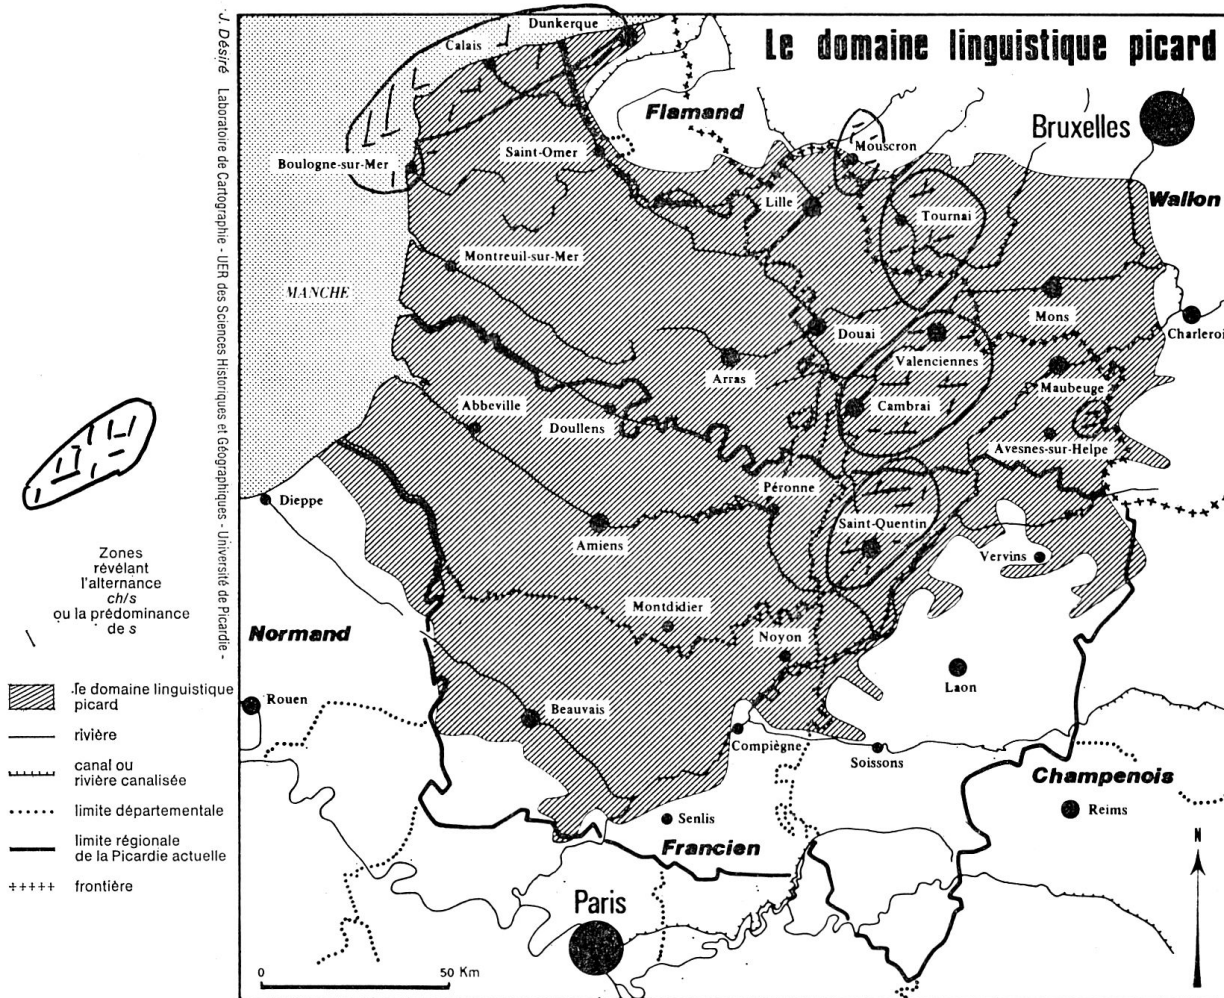 Le domaine linguistique picard
J. Désiré Laboratoire de Cartographie - UER des Sciences Historiques et Géographiques - Université de Picardie -
Dunkerque
Calais
Flamand
Bruxelles
Mouscron
Boulogne-sur-Mer
Saint-Omer
Lille
Tournai
Wallon
Montreuil-sur-Mer
MANCHE
Mons
Douai
Charleroi
Valenciennes
Arras
Maubeuge
Abbeville
Cambrai
Doullens
Avesnes-sur-Helpe
Péronne
Dieppe
Saint-Quentin
Amiens
Vervins
Montdidier
Normand
Noyon
Laon
Rouen
Beauvais
Compiègne
Soissons
Champenois
Reims
Senlis
Francien
Paris
N
0 50 Km
Zones
révélant
l'alternance
ch/s
ou la prédominance
de s
le domaine linguistique
picard
rivière
canal ou
rivière canalisée
limite départementale
limite régionale
de la Picardie actuelle
frontière